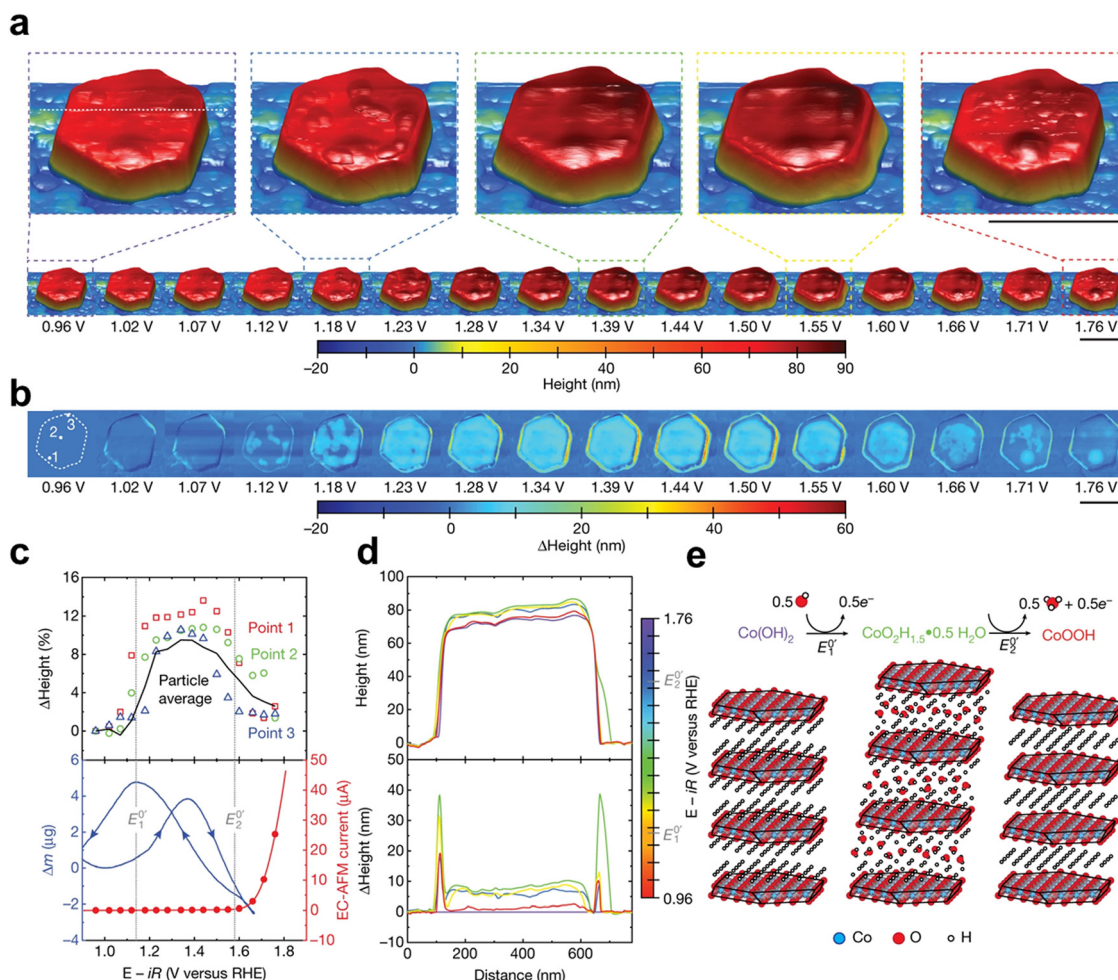 a
0.96 V 1.02 V 1.07 V 1.12 V 1.18 V 1.23 V 1.28 V 1.34 V 1.39 V 1.44 V 1.50 V 1.55 V 1.60 V 1.66 V 1.71 V 1.76 V
−20 0 20 40 60 80 90
Height (nm)
b
3
2
1
0.96 V 1.02 V 1.07 V 1.12 V 1.18 V 1.23 V 1.28 V 1.34 V 1.39 V 1.44 V 1.50 V 1.55 V 1.60 V 1.66 V 1.71 V 1.76 V
−20 0 20 40 60
ΔHeight (nm)
c
16
12
8
4
0
ΔHeight (%)
Point 1
Point 2
Particle
average
Point 3
6
4
2
0
−2
−4
Δm (μg)
E₁⁰′
E₂⁰′
50
40
30
20
10
0
−10
EC-AFM current (μA)
1.0 1.2 1.4 1.6 1.8
E − iR (V versus RHE)
d
100
80
60
40
20
0
Height (nm)
40
30
20
10
0
−10
ΔHeight (nm)
0 200 400 600
Distance (nm)
1.76
E₂⁰′
E₁⁰′
0.96
E − iR (V versus RHE)
e
0.5 0.5e⁻ 0.5 + 0.5e⁻
Co(OH)₂ CoO₂H₁.₅•0.5 H₂O CoOOH
E₁⁰′ E₂⁰′
Co O H